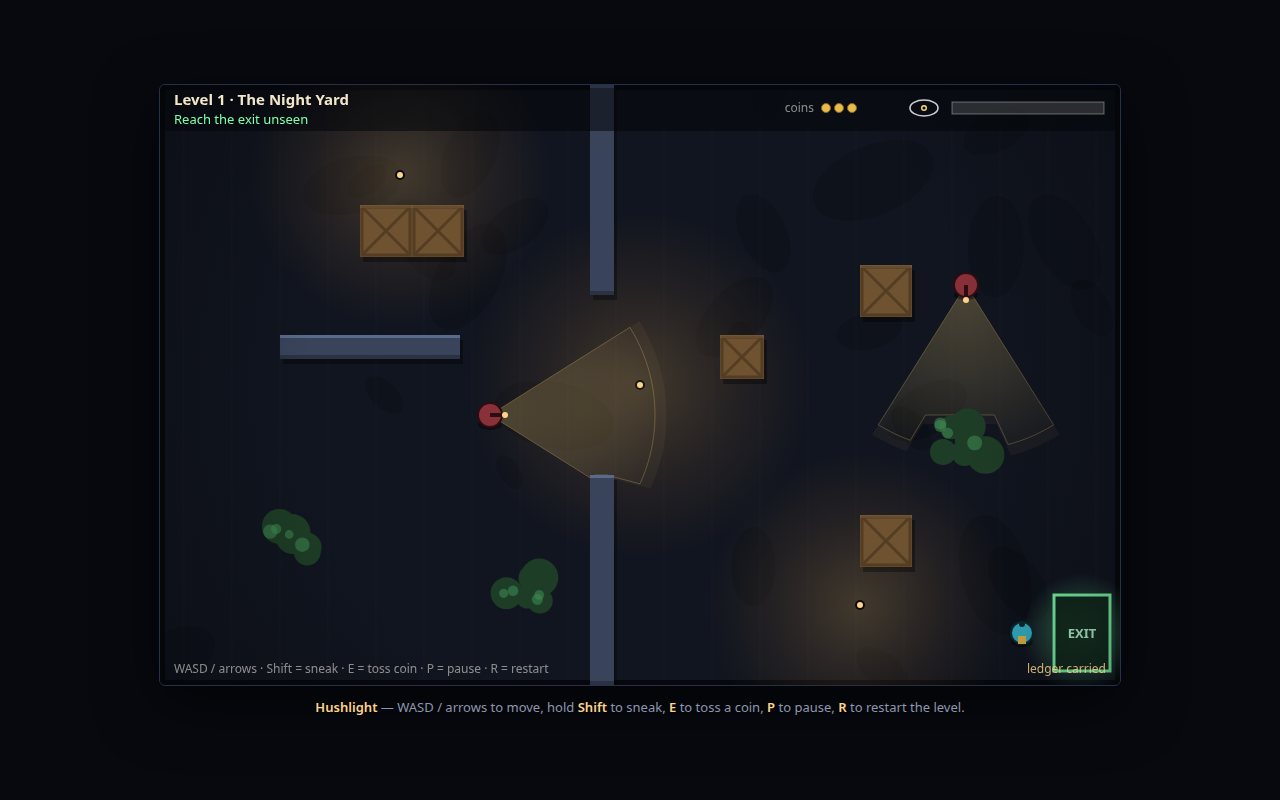 Level 1 · The Night Yard
Reach the exit unseen
coins
EXIT
WASD / arrows · Shift = sneak · E = toss coin · P = pause · R = restart
ledger carried
Hushlight — WASD / arrows to move, hold Shift to sneak, E to toss a coin, P to pause, R to restart the level.